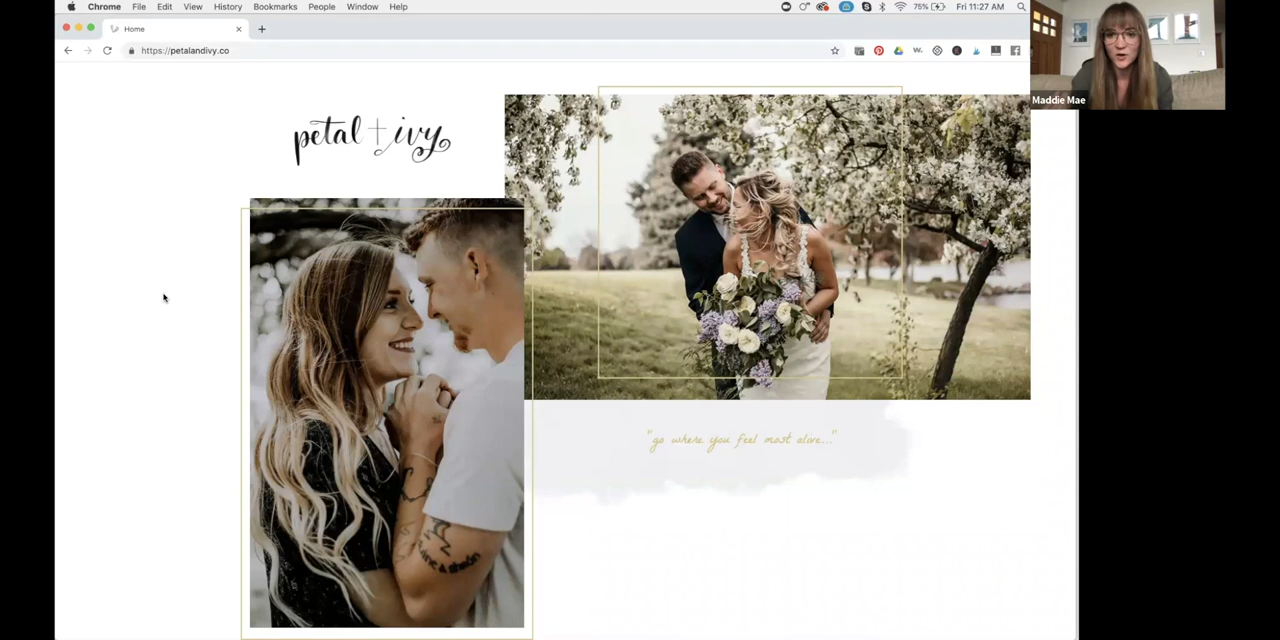 Chrome File Edit View History Bookmarks People Window Help
75% Fri 11:27 AM
Home
https://petalandivy.co
Maddie Mae
petal + ivy
"go where you feel most alive..."